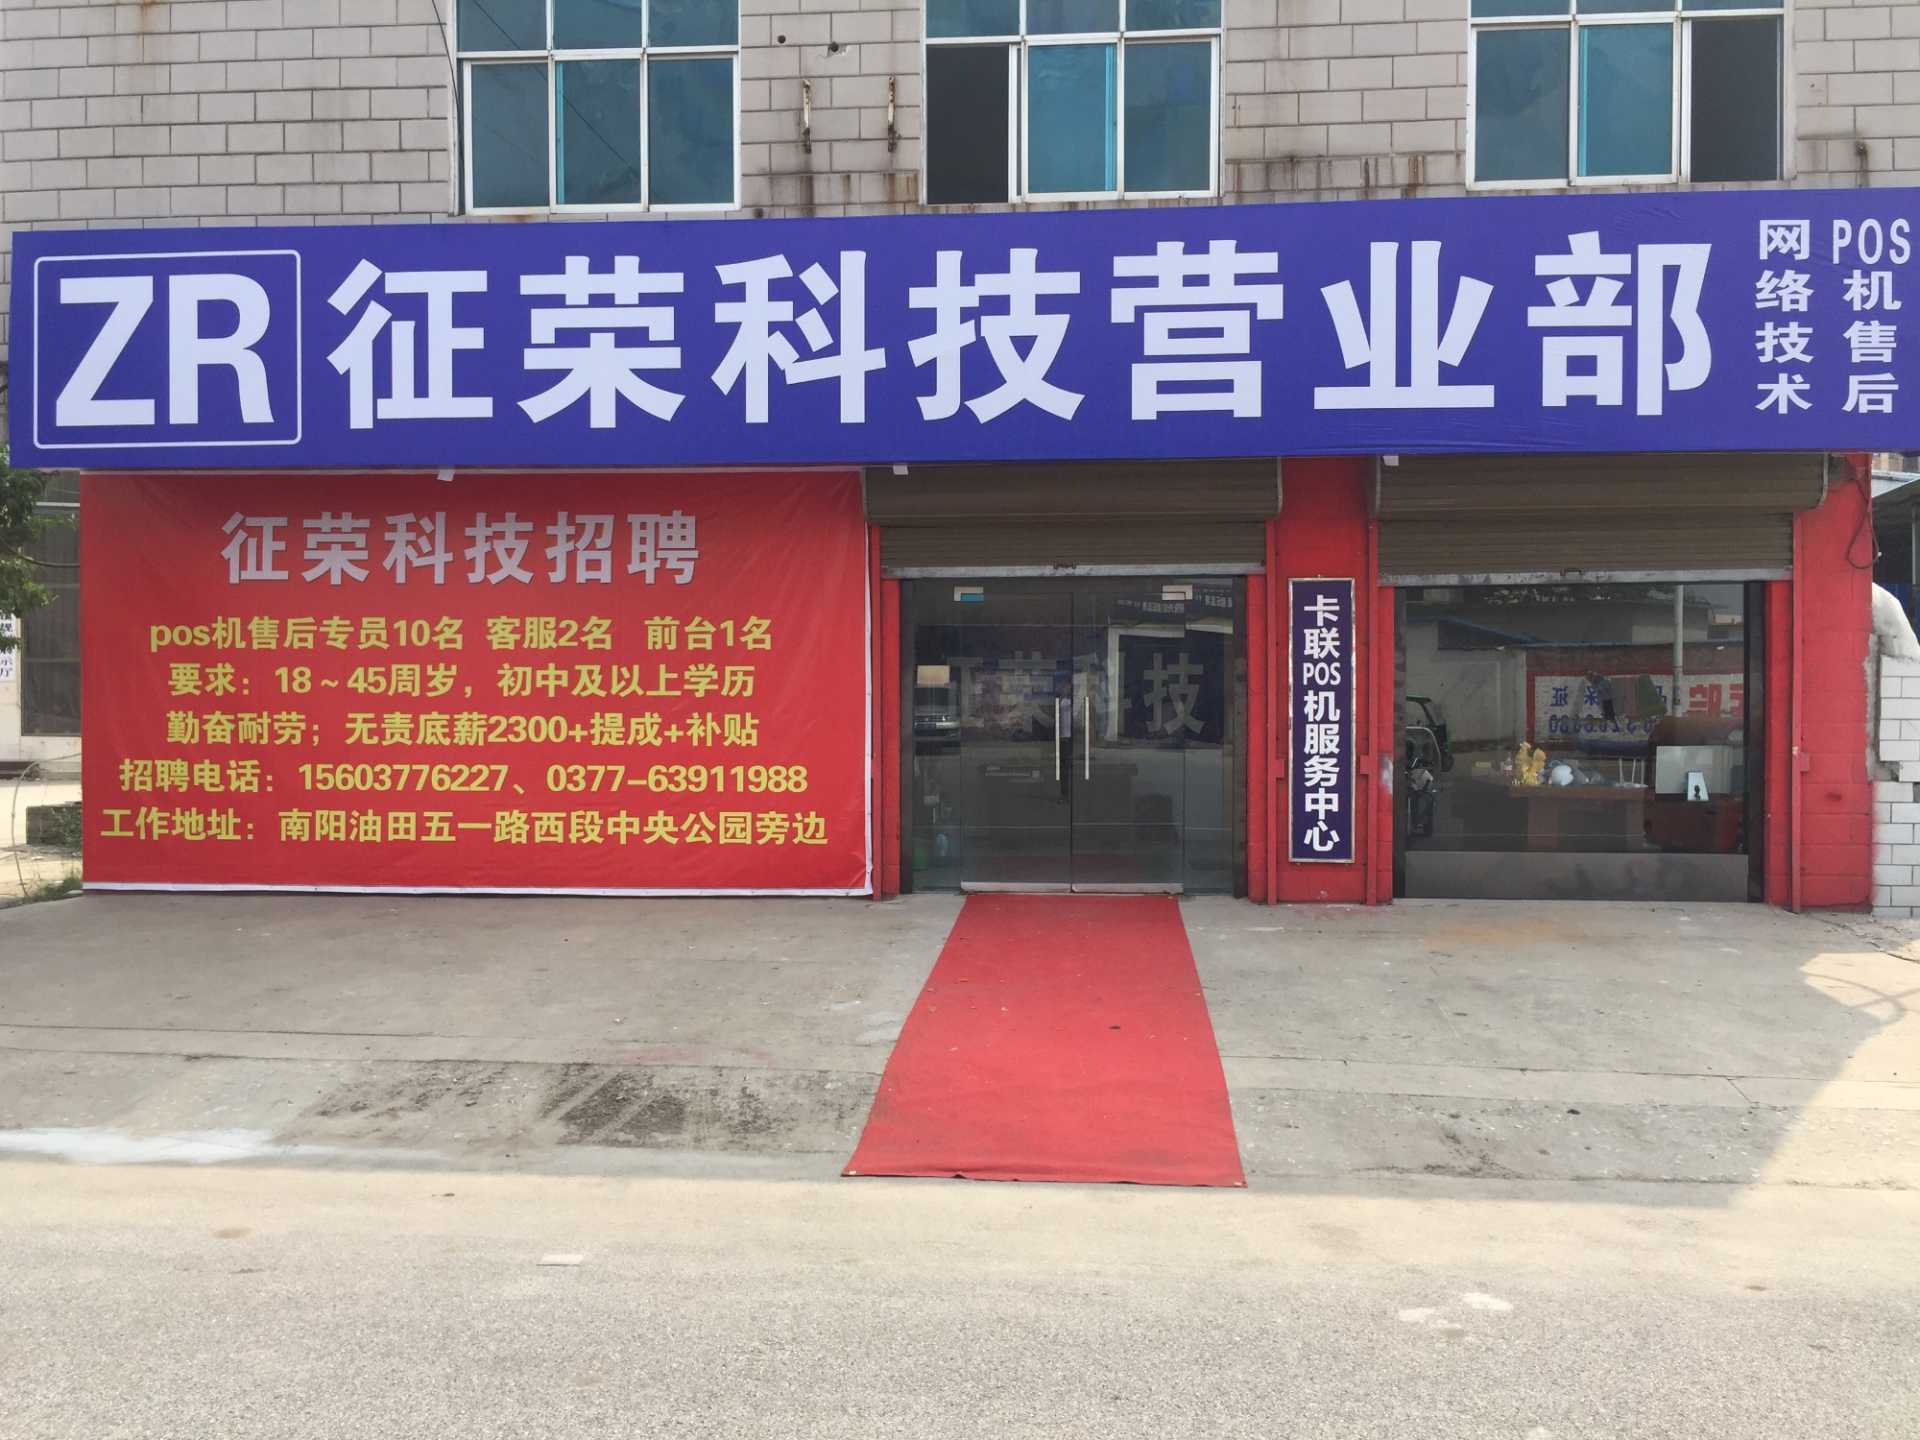 ZR 征荣科技营业部
网络技术
POS机售后
征荣科技招聘
pos机售后专员10名 客服2名 前台1名
要求：18～45周岁，初中及以上学历
勤奋耐劳；无责底薪2300+提成+补贴
招聘电话：15603776227、0377-63911988
工作地址：南阳油田五一路西段中央公园旁边
卡联POS机服务中心
征荣科技